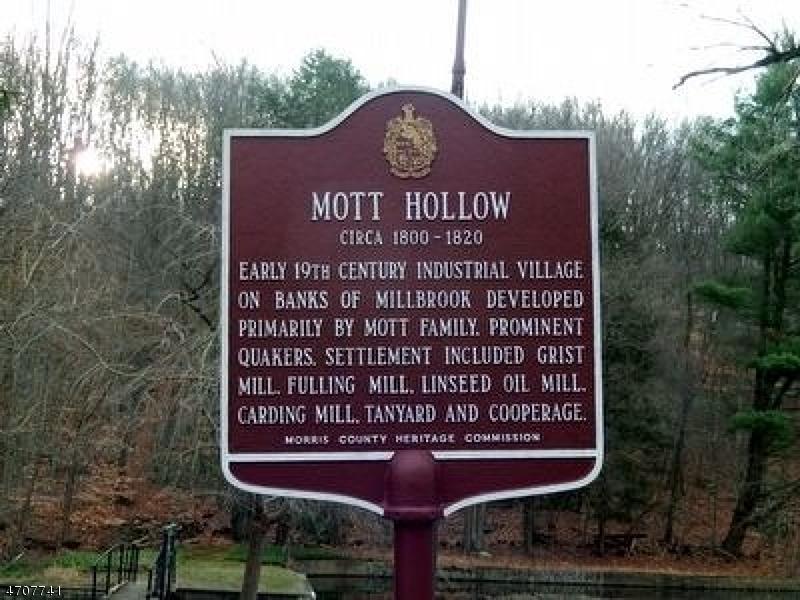 MOTT HOLLOW
CIRCA 1800 - 1820
EARLY 19TH CENTURY INDUSTRIAL VILLAGE
ON BANKS OF MILLBROOK DEVELOPED
PRIMARILY BY MOTT FAMILY, PROMINENT
QUAKERS. SETTLEMENT INCLUDED GRIST
MILL, FULLING MILL, LINSEED OIL MILL,
CARDING MILL, TANYARD AND COOPERAGE.
MORRIS COUNTY HERITAGE COMMISSION
4707741